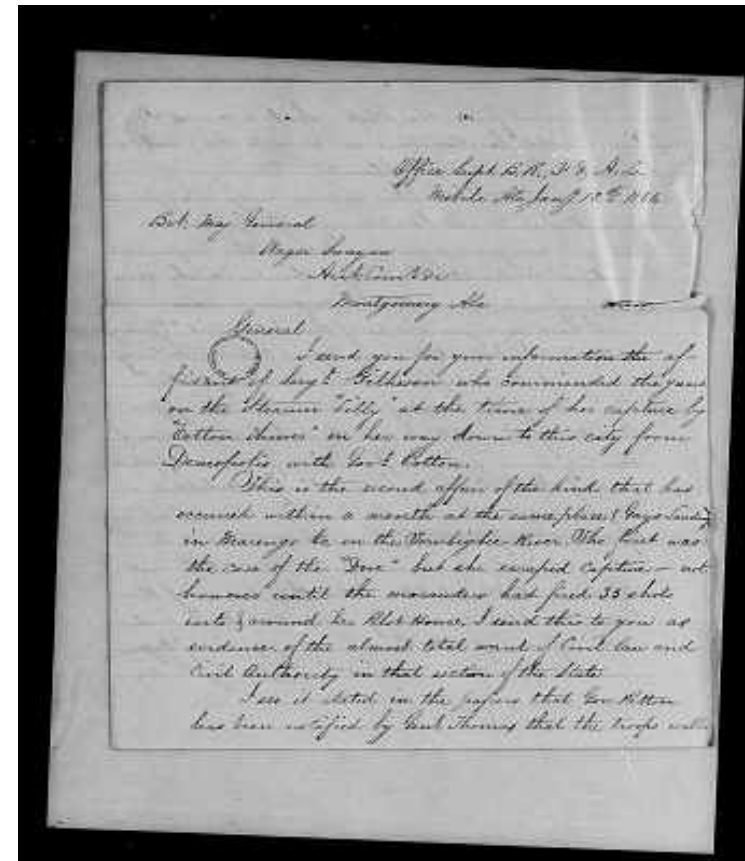 Office Supt. B. R., F. & A. L.
Mobile Ala, Jany 12th 1866
Bvt. Maj General
Wager Swayne
Asst Com
Montgomery Ala
General
I send you for your information the af-
fidavit of Sergt. who commanded the guard
on the Steamer "Lilly" at the time of her capture by
"Cotton thieves" on her way down to this city from
Demopolis with Govt. Cotton.
This is the second affair of the kind that has
occurred within a month at the same place, Landing
in Marengo Co on the Tombigbee River. The first was
the case of the "Dove" but she escaped capture — not
however until the marauders had fired 33 shots
into & around her Pilot House. I send this to you as
evidence of the almost total want of Civil law and
Civil Authority in that section of the State
I see it stated in the papers that Gov
has been notified by Genl Thomas that the troops will